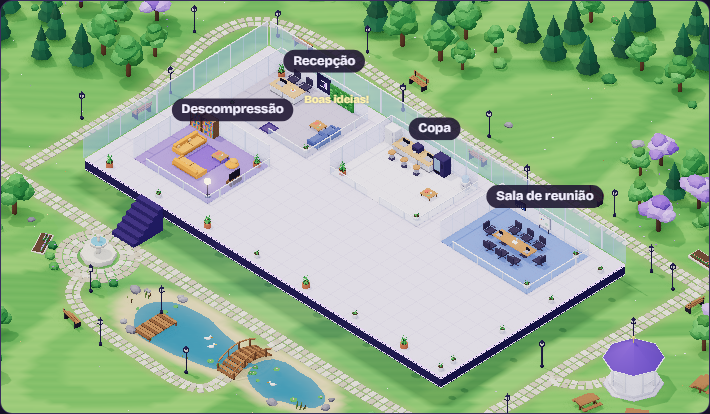 Recepção
Boas ideias!
Descompressão
Copa
Sala de reunião